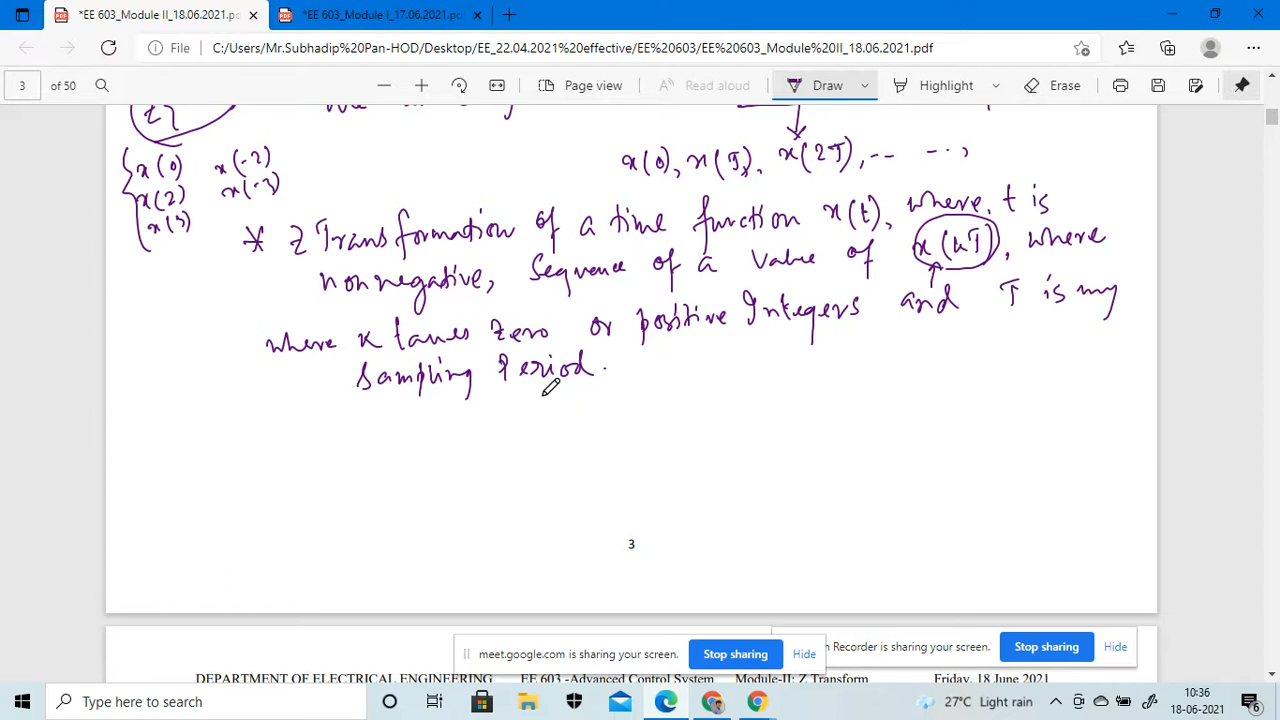 *EE 603_Module II_18.06.2021.pdf
*EE 603_Module I_17.06.2021.pdf
File C:/Users/Mr.Subhadip%20Pan-HOD/Desktop/EE_22.04.2021%20effective/EE%20603/EE%20603_Module%20II_18.06.2021.pdf
3 of 50 Page view Read aloud Draw Highlight Erase
x(0) x(-2)
x(2) x(-3)
x(3)
x(0), x(T), x(2T), -- --,
* Z Transformation of a time function x(t), where, t is
nonnegative, Sequence of a value of x(kT), where
where k takes zero or positive Integers and T is my
Sampling Period.
3
meet.google.com is sharing your screen. Stop sharing Hide
n Recorder is sharing your screen. Stop sharing Hide
DEPARTMENT OF ELECTRICAL ENGINEERING EE 603 -Advanced Control System Module-II: Z Transform Friday, 18 June 2021
Type here to search
27°C Light rain
10:36
18-06-2021
6